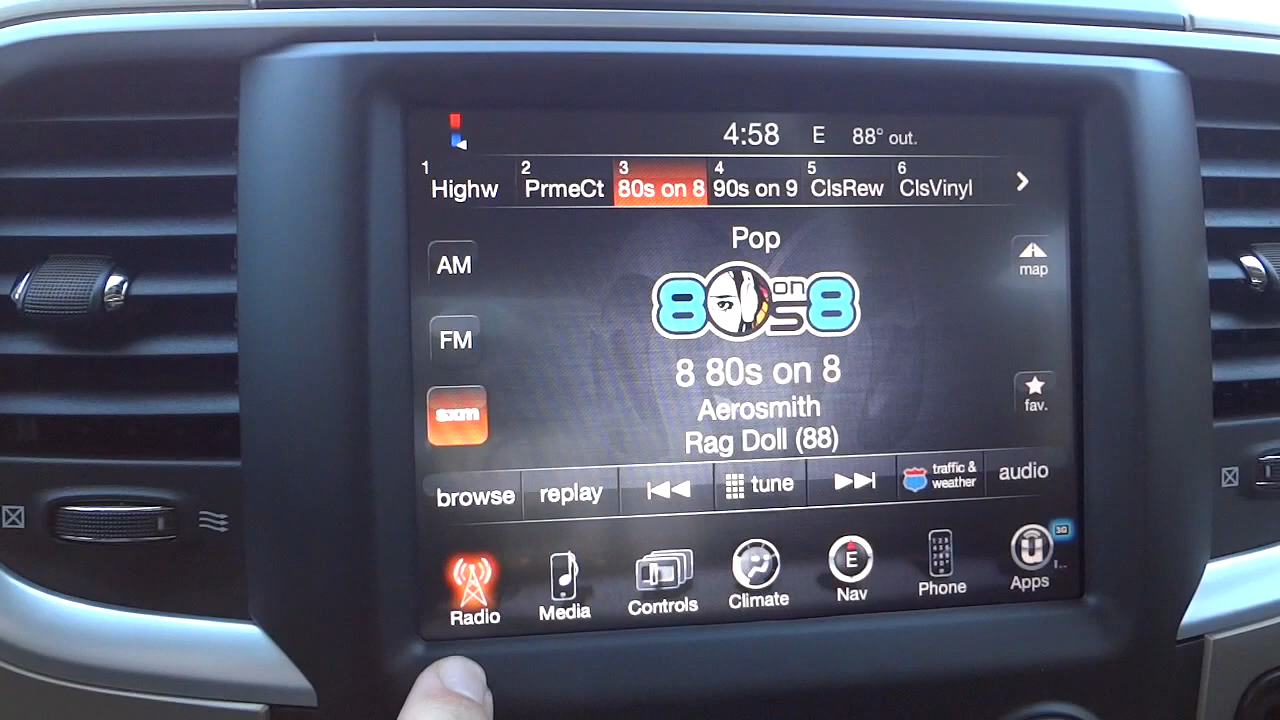 4:58 E 88° out.
1 2 3 4 5 6
Highw PrmeCt 80s on 8 90s on 9 ClsRew ClsVinyl
Pop
AM
map
80s on 8
FM
8 80s on 8
fav.
sxm
Aerosmith
Rag Doll (88)
browse replay tune traffic & weather audio
3G
E
Radio Media Controls Climate Nav Phone Apps